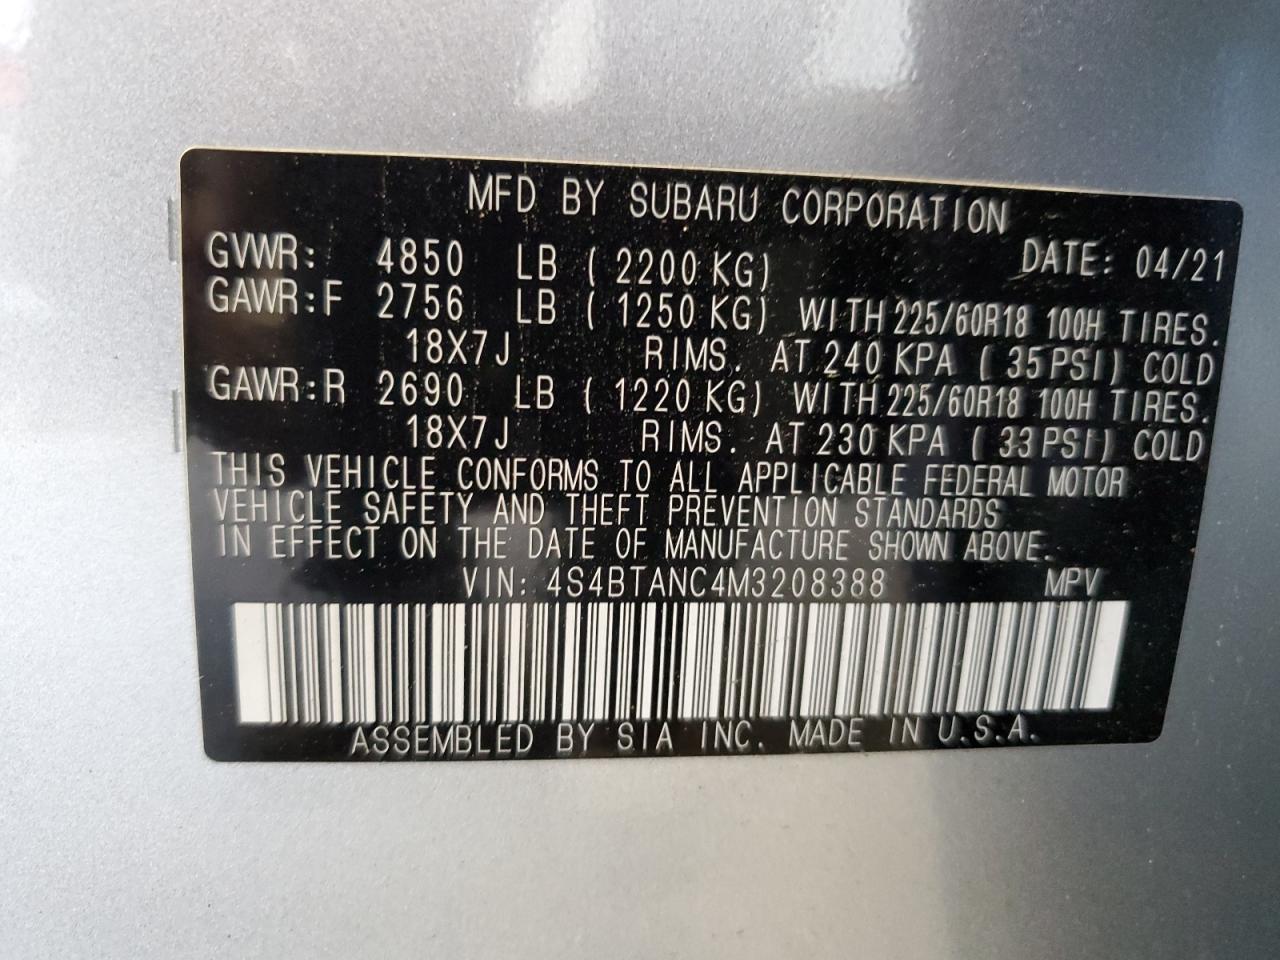 MFD BY SUBARU CORPORATION
GVWR: 4850 LB ( 2200 KG) DATE: 04/21
GAWR:F 2756 LB ( 1250 KG) WITH 225/60R18 100H TIRES.
18X7J RIMS. AT 240 KPA ( 35 PSI) COLD
GAWR:R 2690 LB ( 1220 KG) WITH 225/60R18 100H TIRES.
18X7J RIMS. AT 230 KPA ( 33 PSI) COLD
THIS VEHICLE CONFORMS TO ALL APPLICABLE FEDERAL MOTOR
VEHICLE SAFETY AND THEFT PREVENTION STANDARDS
IN EFFECT ON THE DATE OF MANUFACTURE SHOWN ABOVE.
VIN: 4S4BTANC4M3208388 MPV
ASSEMBLED BY SIA INC. MADE IN U.S.A.